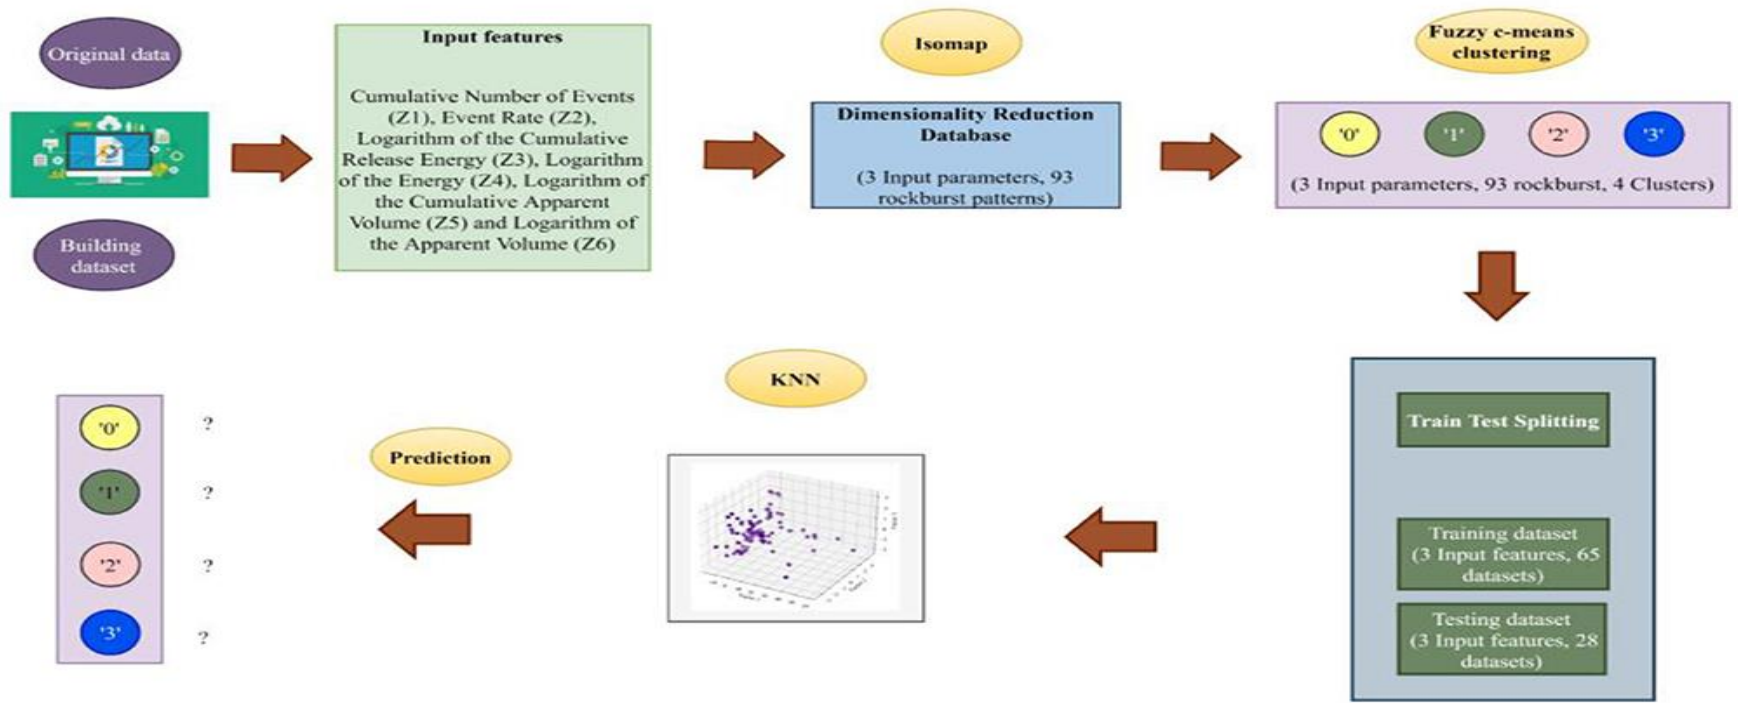 Original data
Building
dataset
Input features
Cumulative Number of Events
(Z1), Event Rate (Z2),
Logarithm of the Cumulative
Release Energy (Z3), Logarithm
of the Energy (Z4), Logarithm of
the Cumulative Apparent
Volume (Z5) and Logarithm of
the Apparent Volume (Z6)
Isomap
Dimensionality Reduction
Database
(3 Input parameters, 93
rockburst patterns)
Fuzzy c-means
clustering
'0' '1' '2' '3'
(3 Input parameters, 93 rockburst, 4 Clusters)
Train Test Splitting
Training dataset
(3 Input features, 65
datasets)
Testing dataset
(3 Input features, 28
datasets)
KNN
Prediction
'0' ?
'1' ?
'2' ?
'3' ?